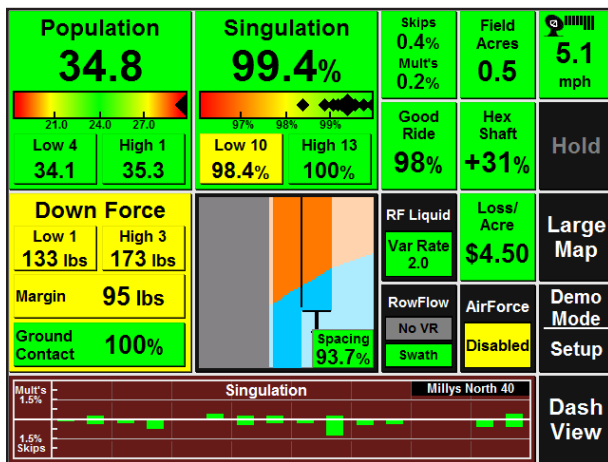 Population
34.8
21.0 24.0 27.0
Low 4
34.1
High 1
35.3
Singulation
99.4%
97% 98% 99%
Low 10
98.4%
High 13
100%
Skips
0.4%
Mult's
0.2%
Field
Acres
0.5
5.1
mph
Good
Ride
98%
Hex
Shaft
+31%
Hold
Down Force
Low 1
133 lbs
High 3
173 lbs
Margin 95 lbs
Ground
Contact 100%
Spacing
93.7%
RF Liquid
Var Rate
2.0
Loss/
Acre
$4.50
Large
Map
RowFlow
No VR
Swath
AirForce
Disabled
Demo
Mode
Setup
Mult's
1.5%
Singulation
Millys North 40
1.5%
Skips
Dash
View